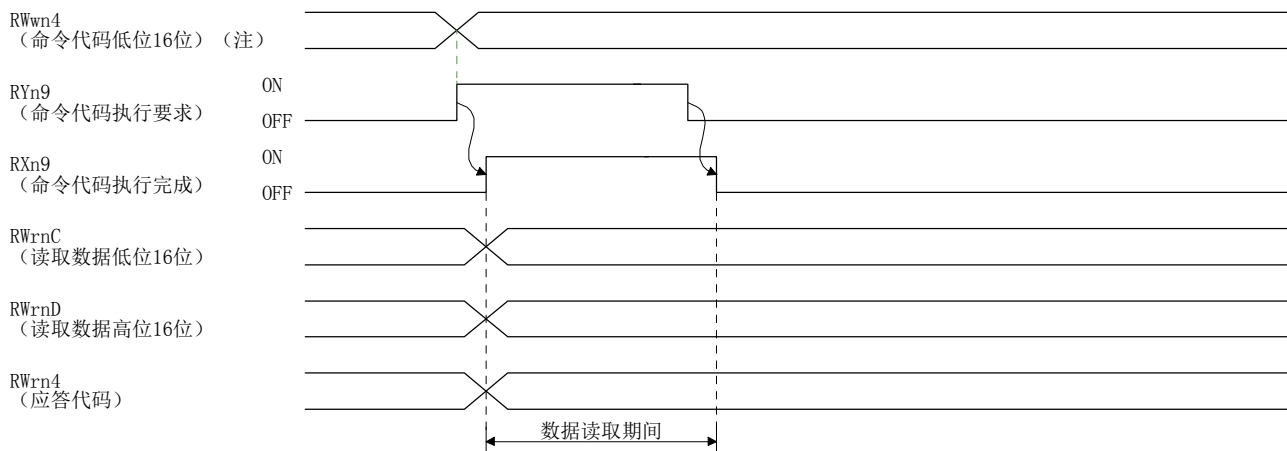 RWwn4
（命令代码低位16位）（注）
RYn9
（命令代码执行要求）
ON
OFF
RXn9
（命令代码执行完成）
ON
OFF
RWrnC
（读取数据低位16位）
RWrnD
（读取数据高位16位）
RWrn4
（应答代码）
数据读取期间